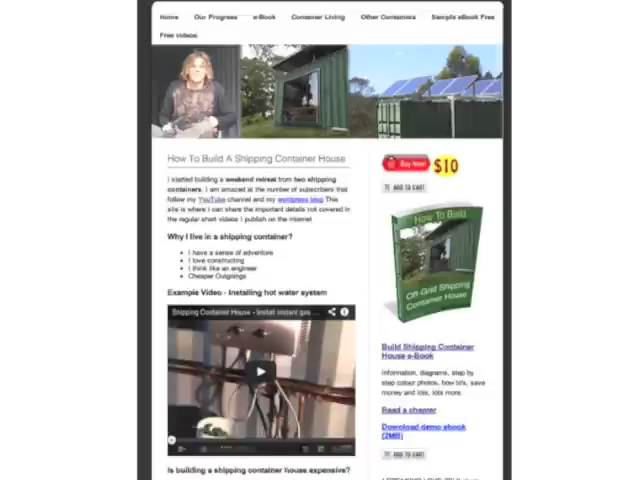 Home
Our Progress
e-Book
Container Living
Other Containers
Sample eBook Free
Free videos
How To Build A Shipping Container House
I started building a weekend retreat from two shipping
containers. I am amazed at the number of subscribers that
follow my YouTube channel and my wordpress blog This
site is where I can share the important details not covered in
the regular short videos I publish on the internet
Why I live in a shipping container?
I have a sense of adventure
I love constructing
I think like an engineer
Cheaper Outgoings
Example Video - Installing hot water system
Shipping Container House - Install instant gas ...
Is building a shipping container house expensive?
Buy Now! $10
ADD TO CART
How To Build
Off-Grid Shipping
Container House
Build Shipping Container
House e-Book
Information, diagrams, step by
step colour photos, how to's, save
money and lots, lots more.
Read a chapter
Download demo ebook
(2MB)
ADD TO CART